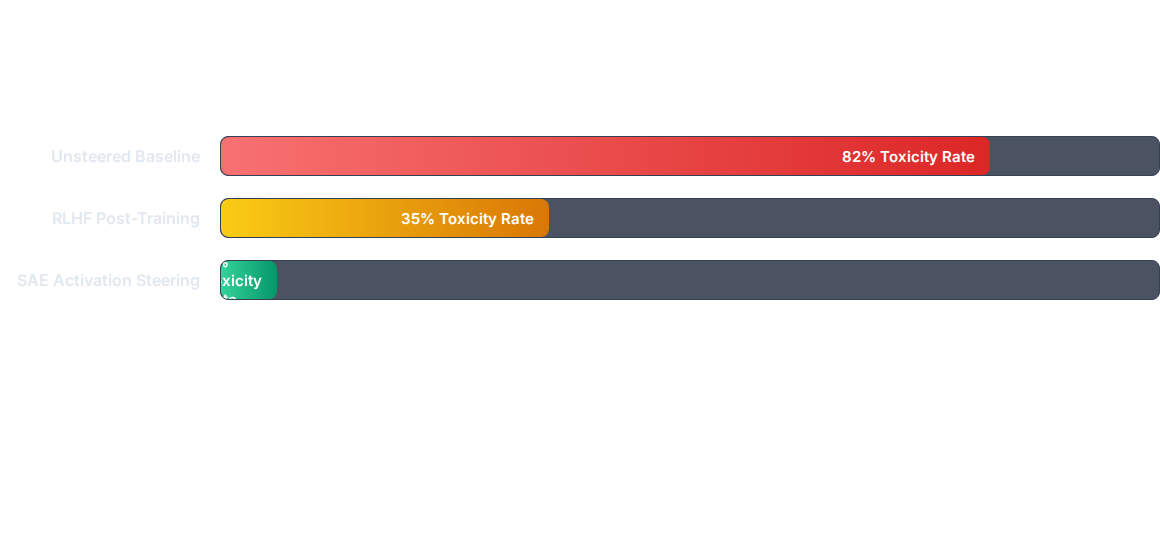 Unsteered Baseline
82% Toxicity Rate
RLHF Post-Training
35% Toxicity Rate
SAE Activation Steering
xicity